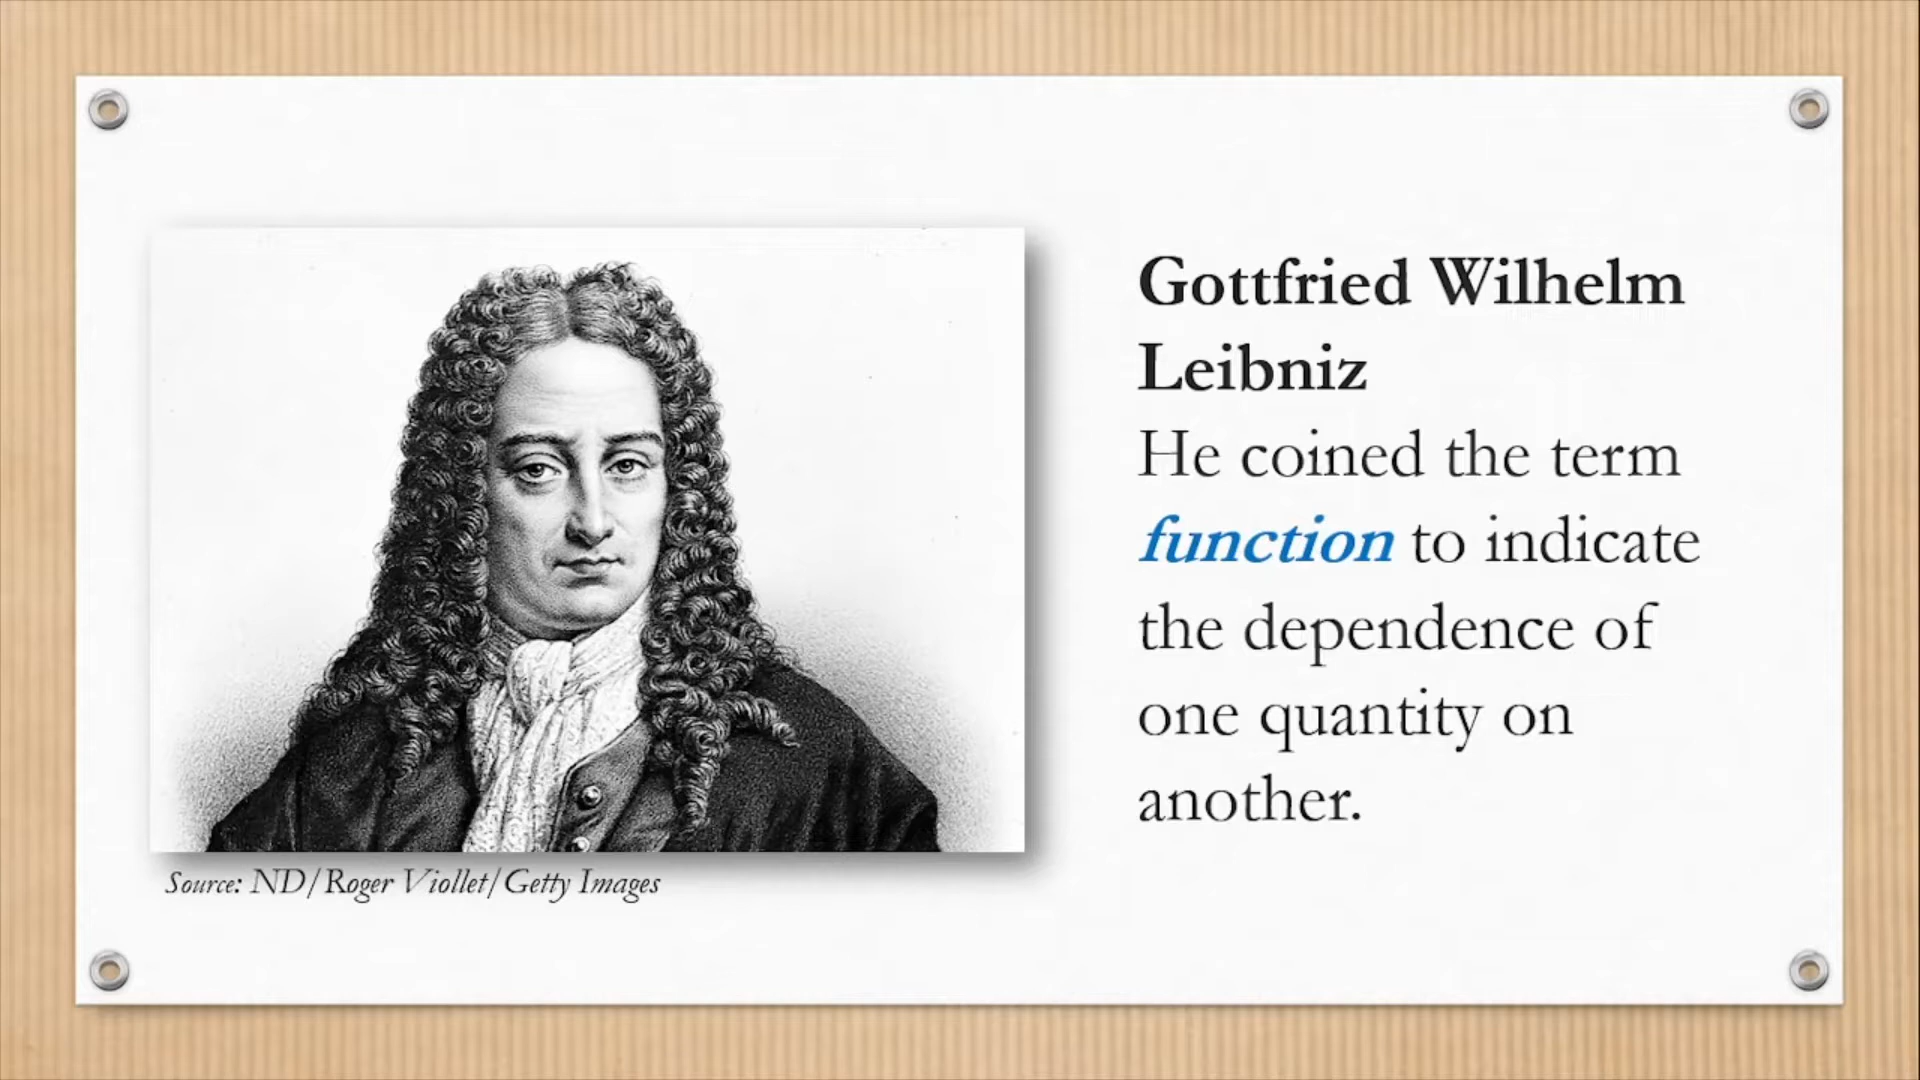 Gottfried Wilhelm
Leibniz
He coined the term
function to indicate
the dependence of
one quantity on
another.
Source: ND/Roger Viollet/Getty Images